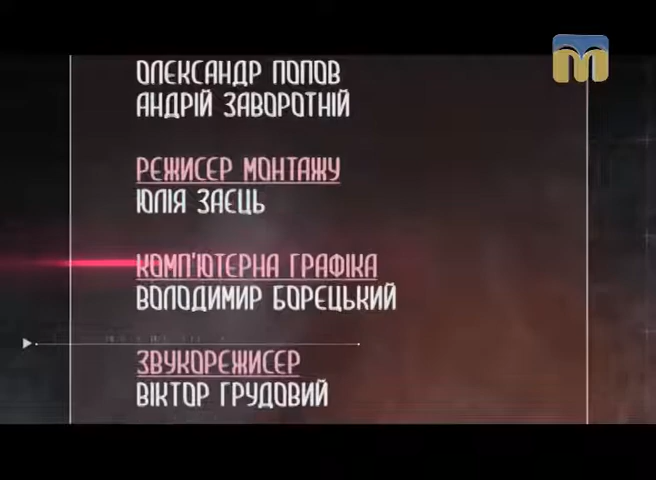 ОЛЕКСАНДР ПОПОВ
АНДРІЙ ЗАВОРОТНІЙ
РЕЖИСЕР МОНТАЖУ
ЮЛІЯ ЗАЄЦЬ
КОМП'ЮТЕРНА ГРАФІКА
ВОЛОДИМИР БОРЕЦЬКИЙ
ЗВУКОРЕЖИСЕР
ВІКТОР ГРУДОВИЙ